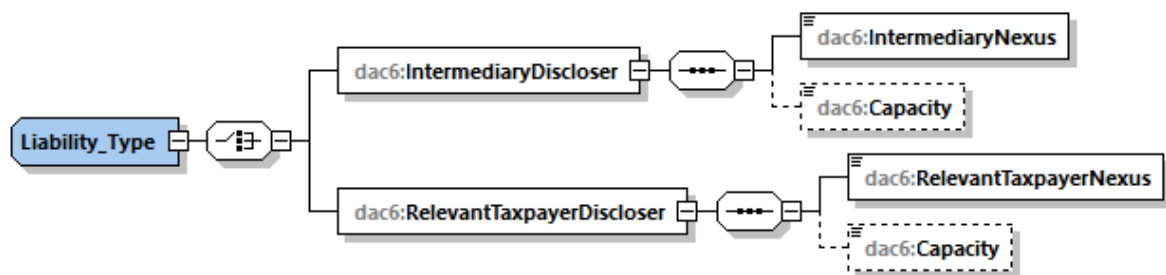 dac6:IntermediaryNexus
dac6:IntermediaryDiscloser
dac6:Capacity
Liability_Type
dac6:RelevantTaxpayerNexus
dac6:RelevantTaxpayerDiscloser
dac6:Capacity